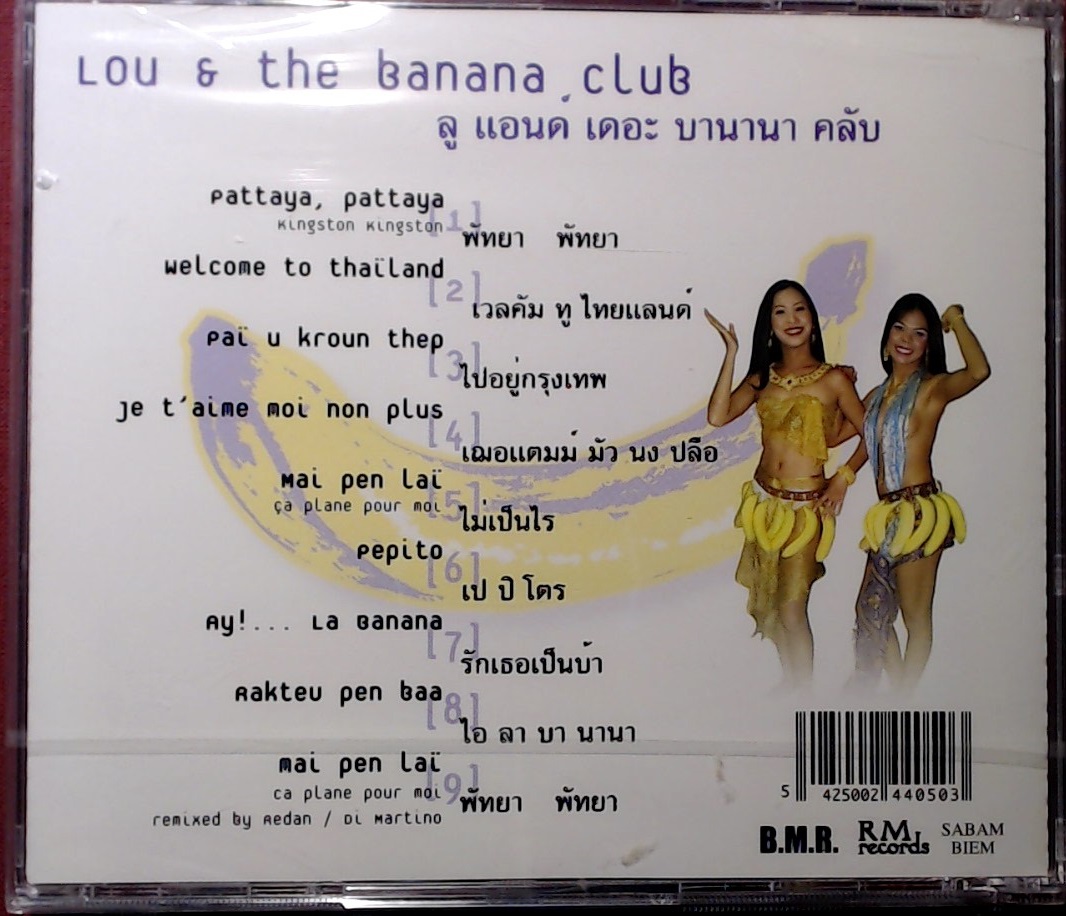 Lou & the Banana club
ลู แอนด์ เดอะ บานานา คลับ
Pattaya, Pattaya
Kingston Kingston
[1]
พัทยา พัทยา
Welcome to thaïland
[2]
เวลคัม ทู ไทยแลนด์
Paï u kroun thep
[3]
ไปอยู่กรุงเทพ
Je t'aime moi non plus
[4]
เฌอแตมม์ มัว นง ปลือ
Mai pen laï
ça plane pour moi
[5]
ไม่เป็นไร
Pepito
[6]
เป ปิ โตร
Ay!... La Banana
[7]
รักเธอเป็นบ้า
Rakteu pen baa
[8]
ไอ ลา บา นานา
Mai pen laï
ca plane pour moi
[9]
พัทยา พัทยา
remixed by Redan / Di Martino
5 425002 440503
B.M.R.
RM records
SABAM
BIEM